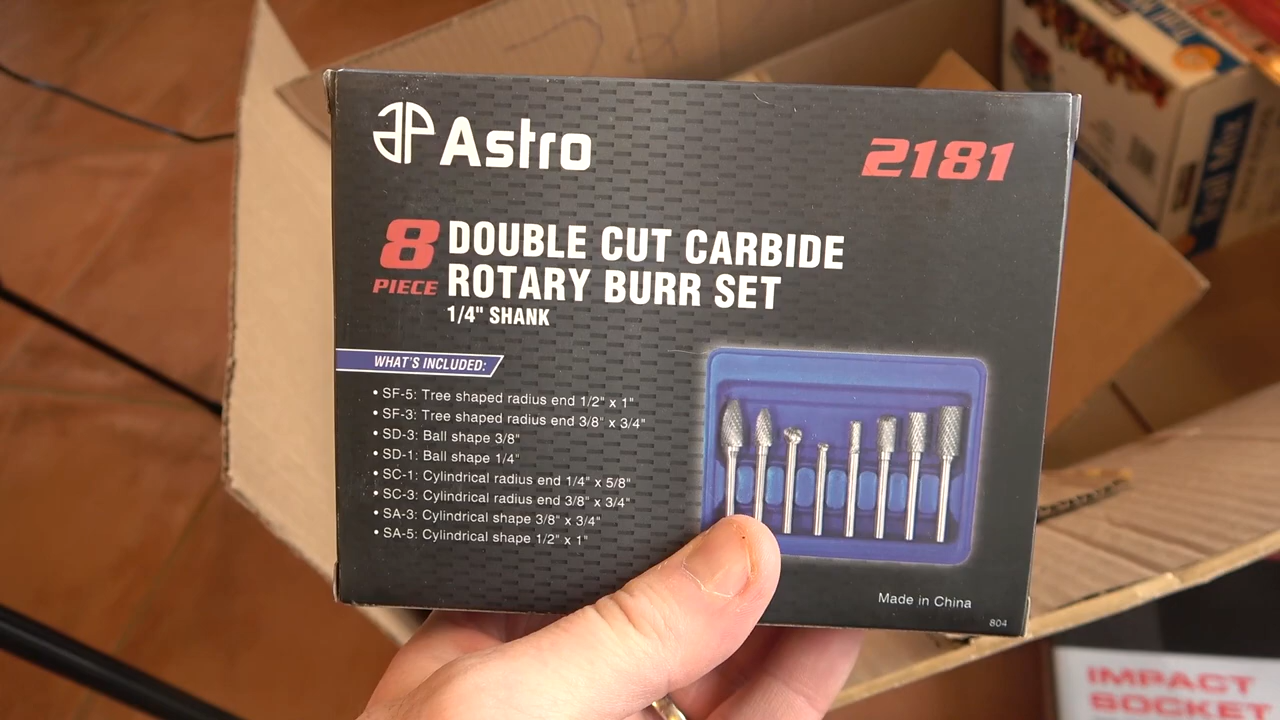 AP Astro
2181
8 PIECE
DOUBLE CUT CARBIDE
ROTARY BURR SET
1/4" SHANK
WHAT'S INCLUDED:
• SF-5: Tree shaped radius end 1/2" x 1"
• SF-3: Tree shaped radius end 3/8" x 3/4"
• SD-3: Ball shape 3/8"
• SD-1: Ball shape 1/4"
• SC-1: Cylindrical radius end 1/4" x 5/8"
• SC-3: Cylindrical radius end 3/8" x 3/4"
• SA-3: Cylindrical shape 3/8" x 3/4"
• SA-5: Cylindrical shape 1/2" x 1"
Made in China
804
Trail Mix
IMPACT
SOCKET